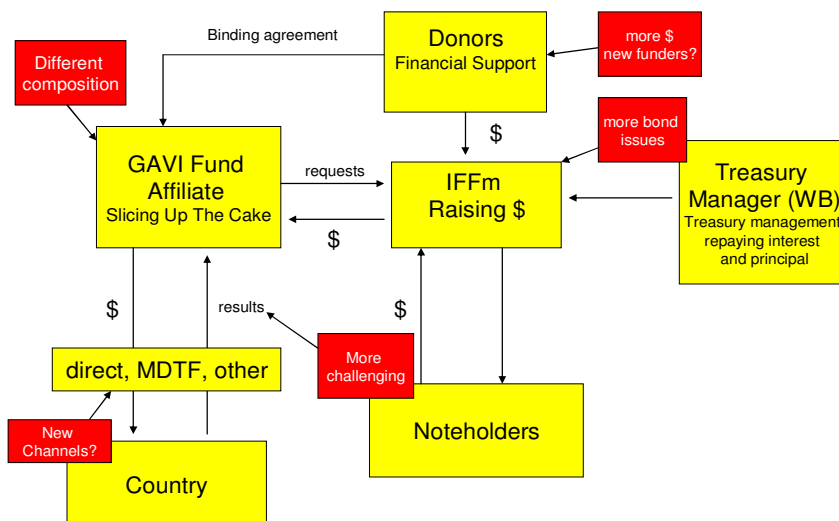 Binding agreement
Donors
Financial Support
more $
new funders?
Different
composition
$
more bond
issues
GAVI Fund
Affiliate
Slicing Up The Cake
requests
IFFm
Raising $
Treasury
Manager (WB)
Treasury management
repaying interest
and principal
$
$
results
$
More
challenging
direct, MDTF, other
New
Channels?
Noteholders
Country